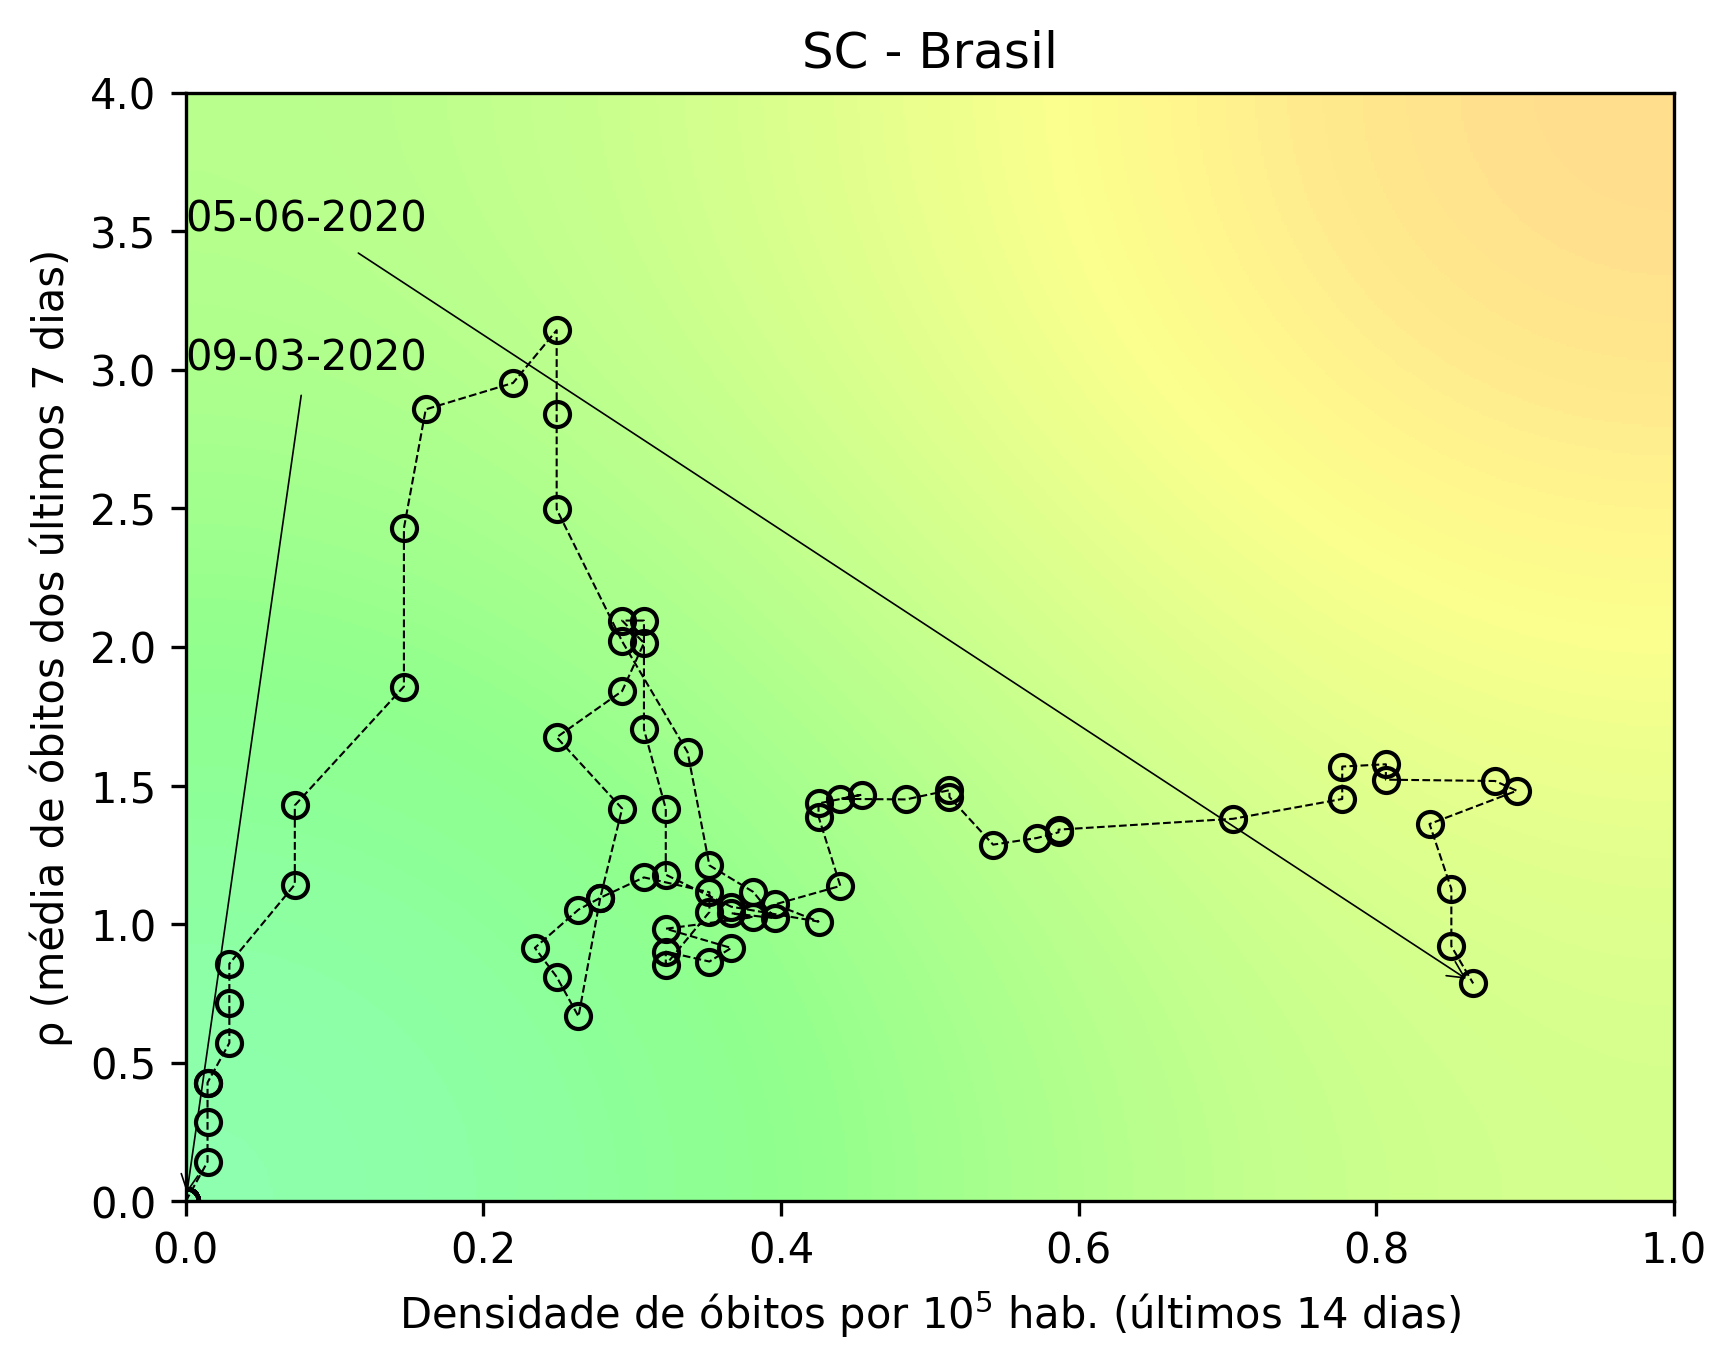 SC - Brasil
ρ (média de óbitos dos últimos 7 dias)
4.0
3.5
3.0
2.5
2.0
1.5
1.0
0.5
0.0
05-06-2020
09-03-2020
0.0 0.2 0.4 0.6 0.8 1.0
Densidade de óbitos por 10⁵ hab. (últimos 14 dias)